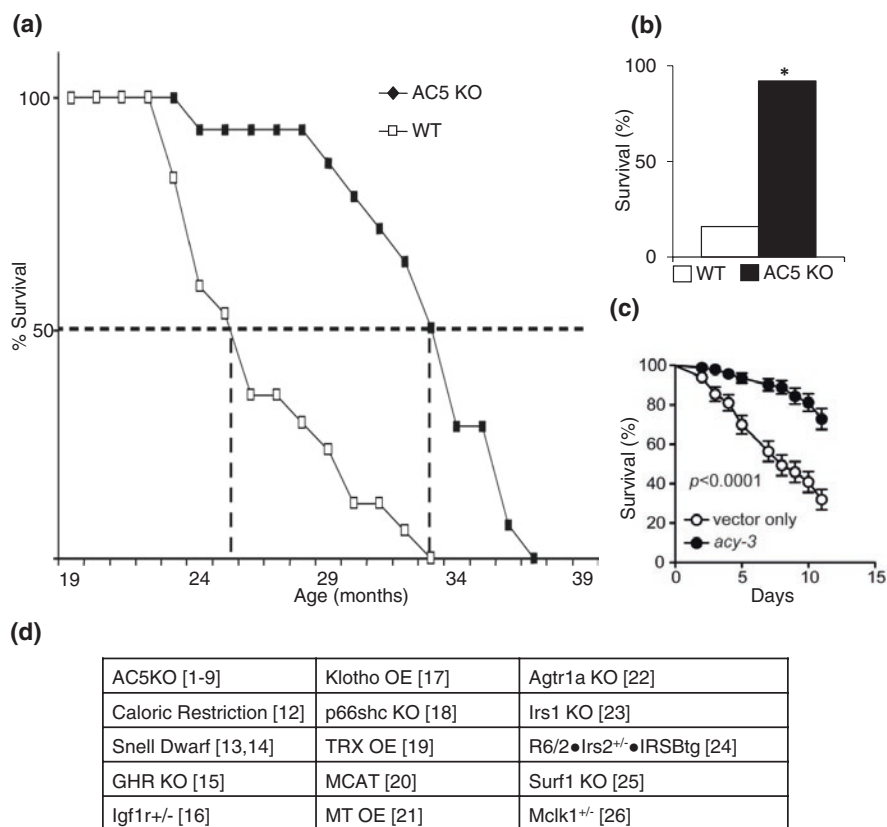 (a)
100
50
% Survival
AC5 KO
WT
19
24
29
34
39
Age (months)
(b)
100
50
0
Survival (%)
*
WT
AC5 KO
(c)
100
80
60
40
20
0
Survival (%)
p<0.0001
vector only
acy-3
0
5
10
15
Days
(d)
AC5KO [1-9]
Klotho OE [17]
Agtr1a KO [22]
Caloric Restriction [12]
p66shc KO [18]
Irs1 KO [23]
Snell Dwarf [13,14]
TRX OE [19]
R6/2●Irs2+/-●IRSBtg [24]
GHR KO [15]
MCAT [20]
Surf1 KO [25]
Igf1r+/- [16]
MT OE [21]
Mclk1+/- [26]